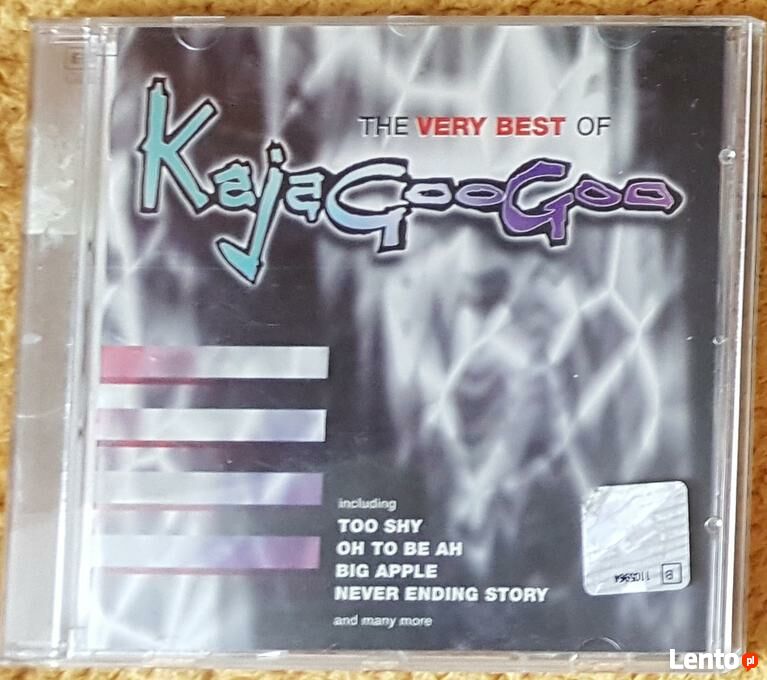 THE VERY BEST OF
KajaGooGoo
including
TOO SHY
OH TO BE AH
BIG APPLE
NEVER ENDING STORY
and many more
B 1105964
Lento pl